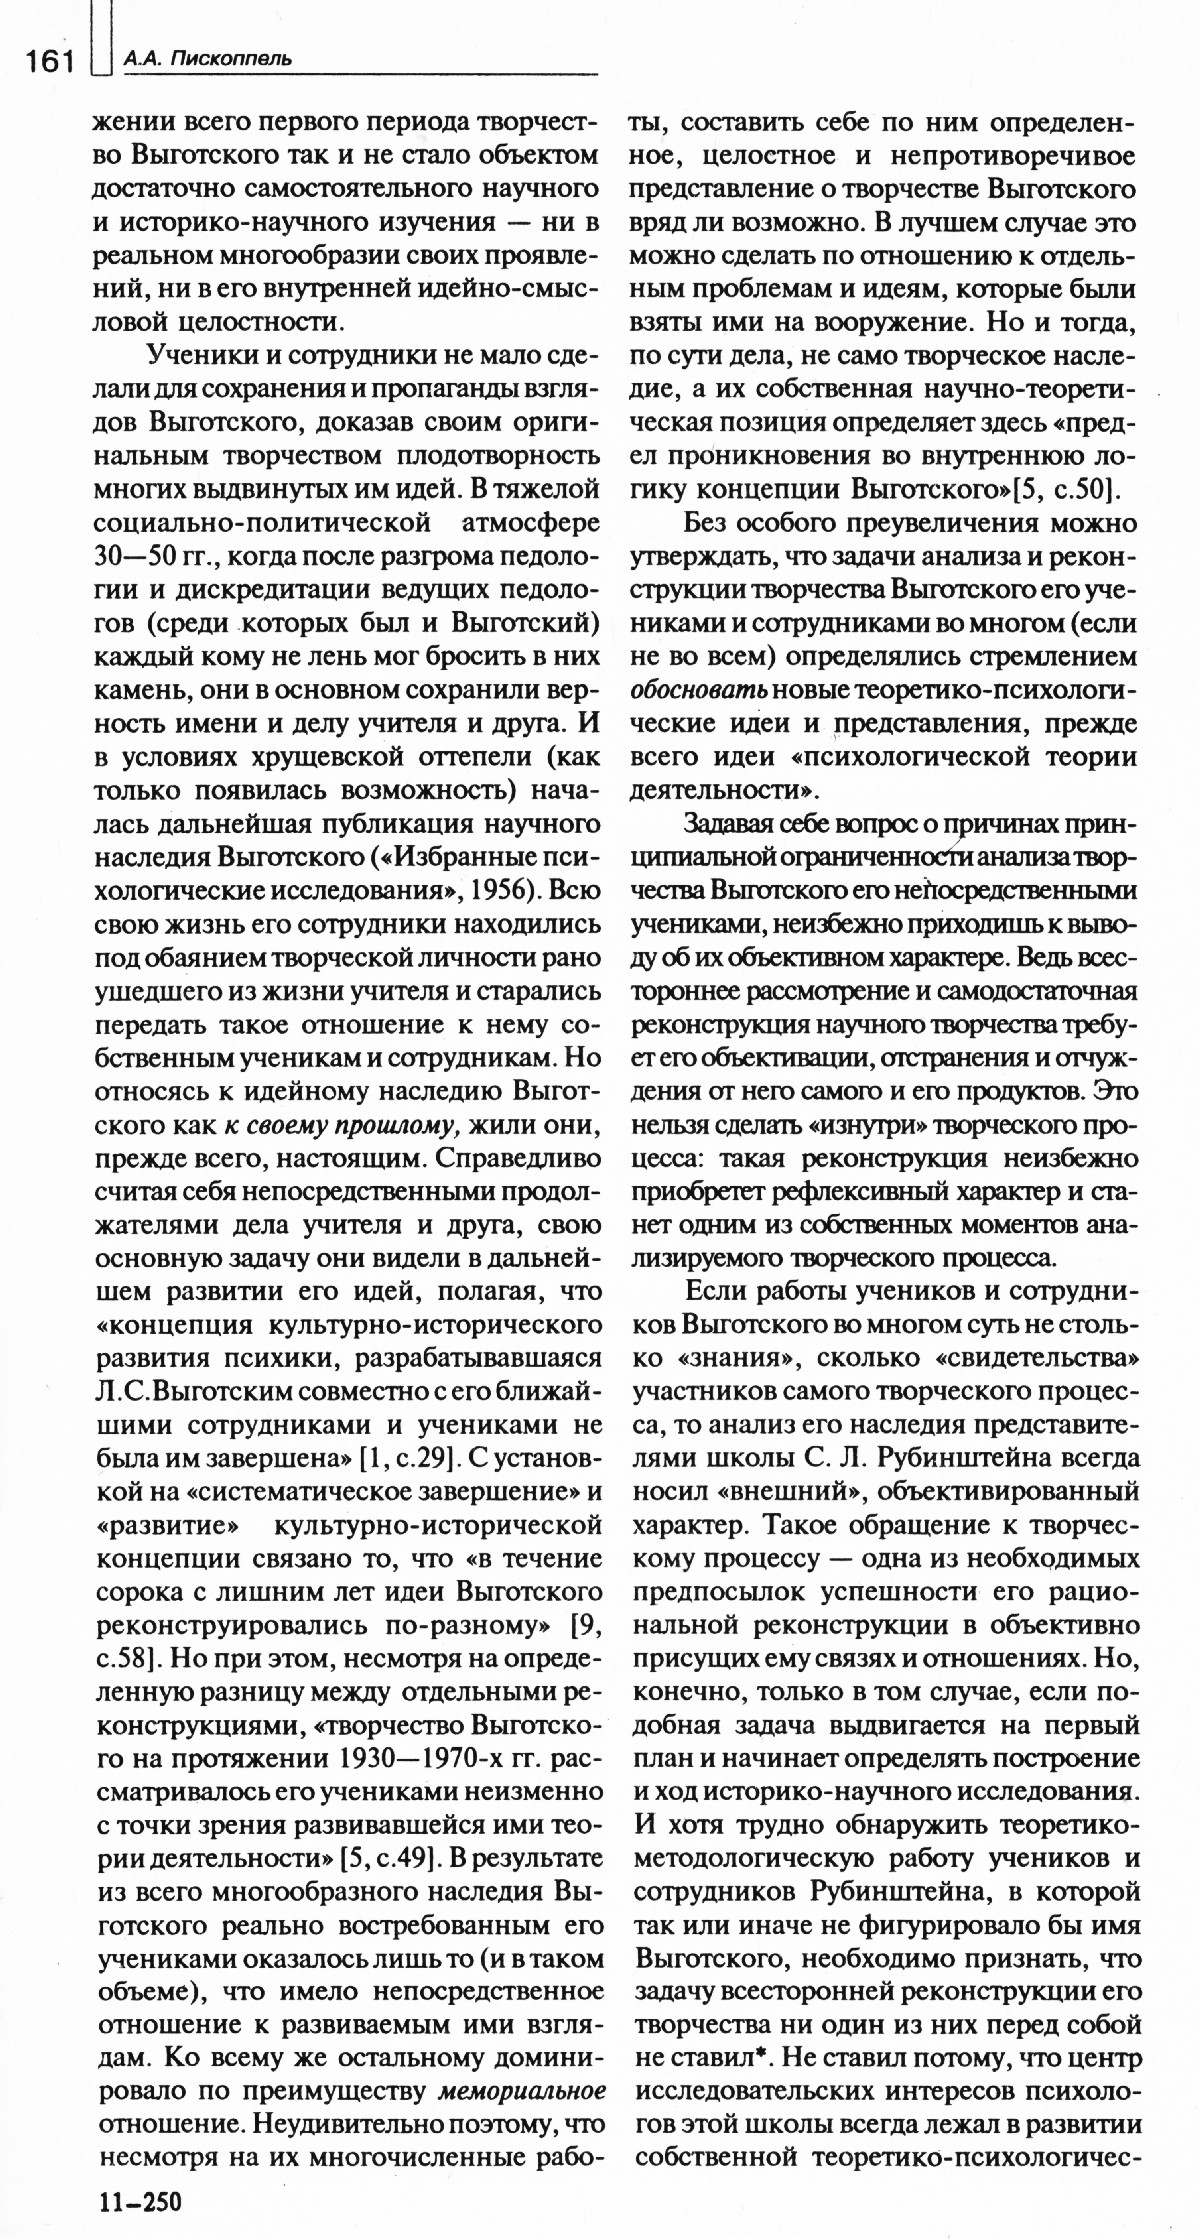 161
А.А. Пископпель
жении всего первого периода творчест-
во Выготского так и не стало объектом
достаточно самостоятельного научного
и историко-научного изучения — ни в
реальном многообразии своих проявле-
ний, ни в его внутренней идейно-смыс-
ловой целостности.
Ученики и сотрудники не мало сде-
лали для сохранения и пропаганды взгля-
дов Выготского, доказав своим ориги-
нальным творчеством плодотворность
многих выдвинутых им идей. В тяжелой
социально-политической атмосфере
30—50 гг., когда после разгрома педоло-
гии и дискредитации ведущих педоло-
гов (среди которых был и Выготский)
каждый кому не лень мог бросить в них
камень, они в основном сохранили вер-
ность имени и делу учителя и друга. И
в условиях хрущевской оттепели (как
только появилась возможность) нача-
лась дальнейшая публикация научного
наследия Выготского («Избранные пси-
хологические исследования», 1956). Всю
свою жизнь его сотрудники находились
под обаянием творческой личности рано
ушедшего из жизни учителя и старались
передать такое отношение к нему со-
бственным ученикам и сотрудникам. Но
относясь к идейному наследию Выгот-
ского как к своему прошлому, жили они,
прежде всего, настоящим. Справедливо
считая себя непосредственными продол-
жателями дела учителя и друга, свою
основную задачу они видели в дальней-
шем развитии его идей, полагая, что
«концепция культурно-исторического
развития психики, разрабатывавшаяся
Л.С.Выготским совместно с его ближай-
шими сотрудниками и учениками не
была им завершена» [1, с.29]. С установ-
кой на «систематическое завершение» и
«развитие» культурно-исторической
концепции связано то, что «в течение
сорока с лишним лет идеи Выготского
реконструировались по-разному» [9,
с.58]. Но при этом, несмотря на опреде-
ленную разницу между отдельными ре-
конструкциями, «творчество Выготско-
го на протяжении 1930—1970-х гг. рас-
сматривалось его учениками неизменно
с точки зрения развивавшейся ими тео-
рии деятельности» [5, с.49]. В результате
из всего многообразного наследия Вы-
готского реально востребованным его
учениками оказалось лишь то (и в таком
объеме), что имело непосредственное
отношение к развиваемым ими взгля-
дам. Ко всему же остальному домини-
ровало по преимуществу мемориальное
отношение. Неудивительно поэтому, что
несмотря на их многочисленные рабо-
11–250
ты, составить себе по ним определен-
ное, целостное и непротиворечивое
представление о творчестве Выготского
вряд ли возможно. В лучшем случае это
можно сделать по отношению к отдель-
ным проблемам и идеям, которые были
взяты ими на вооружение. Но и тогда,
по сути дела, не само творческое насле-
дие, а их собственная научно-теорети-
ческая позиция определяет здесь «пред-
ел проникновения во внутреннюю ло-
гику концепции Выготского»[5, с.50].
Без особого преувеличения можно
утверждать, что задачи анализа и рекон-
струкции творчества Выготского его уче-
никами и сотрудниками во многом (если
не во всем) определялись стремлением
обосновать новые теоретико-психологи-
ческие идеи и представления, прежде
всего идеи «психологической теории
деятельности».
Задавая себе вопрос о причинах прин-
ципиальной ограниченности анализа твор-
чества Выготского его непосредственными
учениками, неизбежно приходишь к выво-
ду об их объективном характере. Ведь всес-
тороннее рассмотрение и самодостаточная
реконструкция научного творчества требу-
ет его объективации, отстранения и отчуж-
дения от него самого и его продуктов. Это
нельзя сделать «изнутри» творческого про-
цесса: такая реконструкция неизбежно
приобретет рефлексивный характер и ста-
нет одним из собственных моментов ана-
лизируемого творческого процесса.
Если работы учеников и сотрудни-
ков Выготского во многом суть не столь-
ко «знания», сколько «свидетельства»
участников самого творческого процес-
са, то анализ его наследия представите-
лями школы С. Л. Рубинштейна всегда
носил «внешний», объективированный
характер. Такое обращение к творчес-
кому процессу — одна из необходимых
предпосылок успешности его рацио-
нальной реконструкции в объективно
присущих ему связях и отношениях. Но,
конечно, только в том случае, если по-
добная задача выдвигается на первый
план и начинает определять построение
и ход историко-научного исследования.
И хотя трудно обнаружить теоретико-
методологическую работу учеников и
сотрудников Рубинштейна, в которой
так или иначе не фигурировало бы имя
Выготского, необходимо признать, что
задачу всесторонней реконструкции его
творчества ни один из них перед собой
не ставил*. Не ставил потому, что центр
исследовательских интересов психоло-
гов этой школы всегда лежал в развитии
собственной теоретико-психологичес-